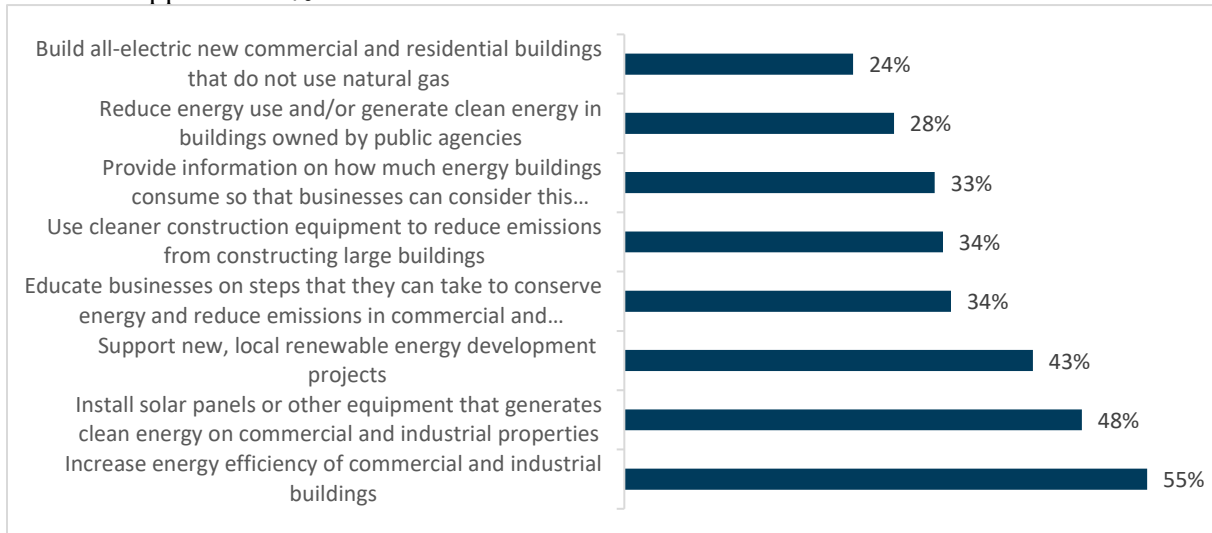 Build all-electric new commercial and residential buildings
that do not use natural gas
24%
Reduce energy use and/or generate clean energy in
buildings owned by public agencies
28%
Provide information on how much energy buildings
consume so that businesses can consider this…
33%
Use cleaner construction equipment to reduce emissions
from constructing large buildings
34%
Educate businesses on steps that they can take to conserve
energy and reduce emissions in commercial and…
34%
Support new, local renewable energy development
projects
43%
Install solar panels or other equipment that generates
clean energy on commercial and industrial properties
48%
Increase energy efficiency of commercial and industrial
buildings
55%